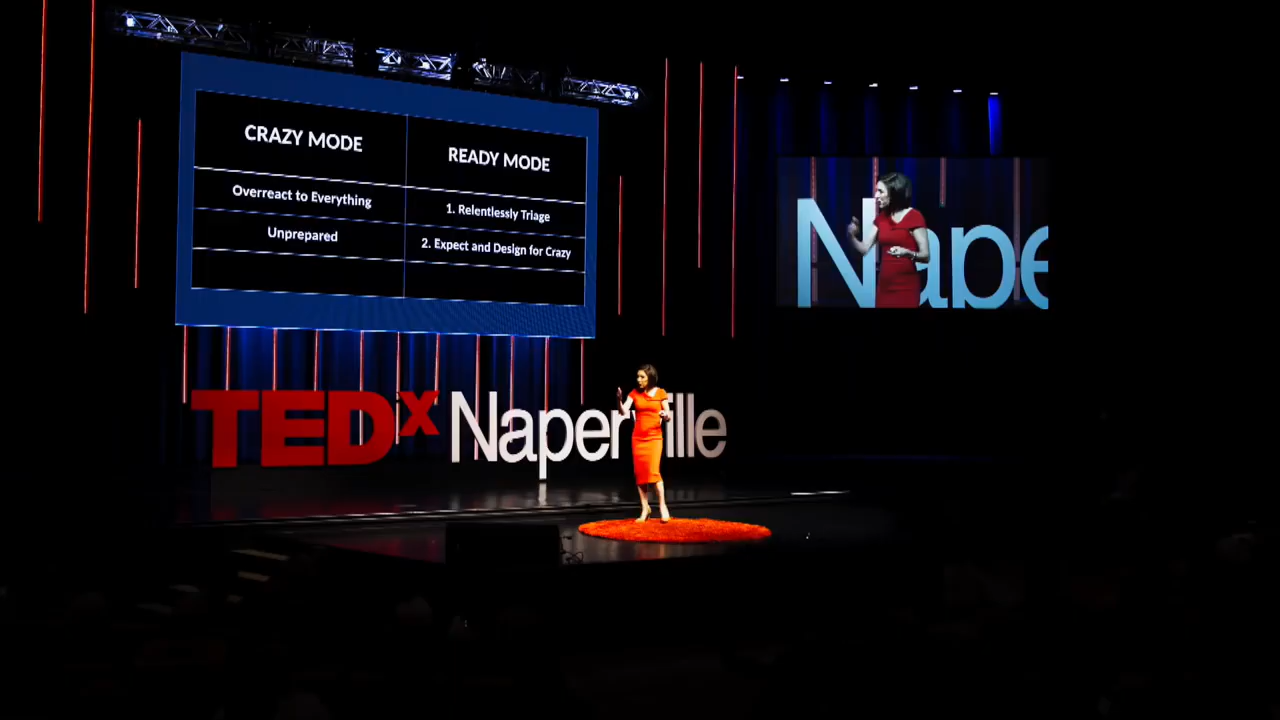 CRAZY MODE
READY MODE
Overreact to Everything
1. Relentlessly Triage
Unprepared
2. Expect and Design for Crazy
Nape
TEDx Naperville